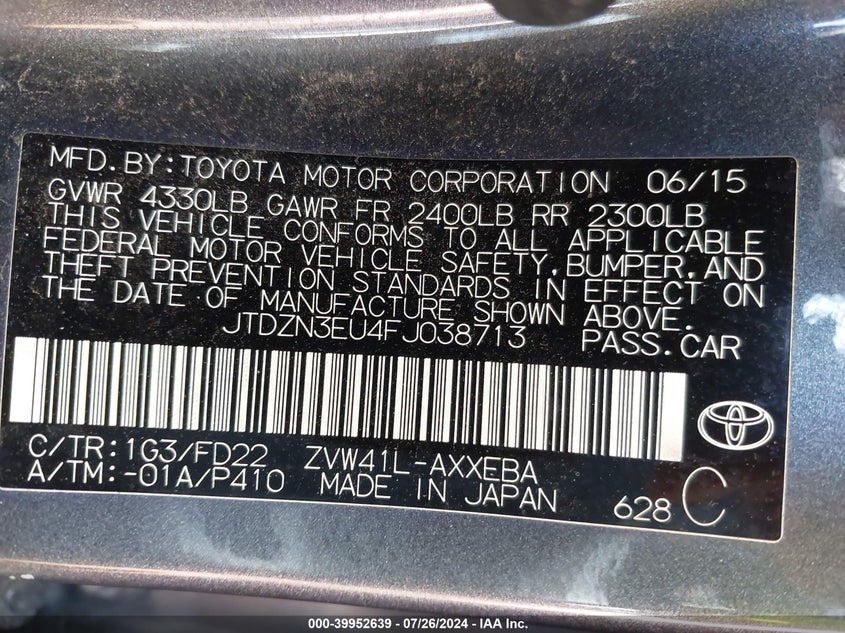 MFD.BY:TOYOTA MOTOR CORPORATION 06/15
GVWR 4330LB GAWR FR 2400LB RR 2300LB
THIS VEHICLE CONFORMS TO ALL APPLICABLE
FEDERAL MOTOR VEHICLE SAFETY,BUMPER,AND
THEFT PREVENTION STANDARDS IN EFFECT ON
THE DATE OF MANUFACTURE SHOWN ABOVE.
JTDZN3EU4FJ038713 PASS.CAR
C/TR:1G3/FD22 ZVW41L-AXXEBA
A/TM:-01A/P410 MADE IN JAPAN 628 C
000-39952639 / 07/26/2024 - IAA Inc.